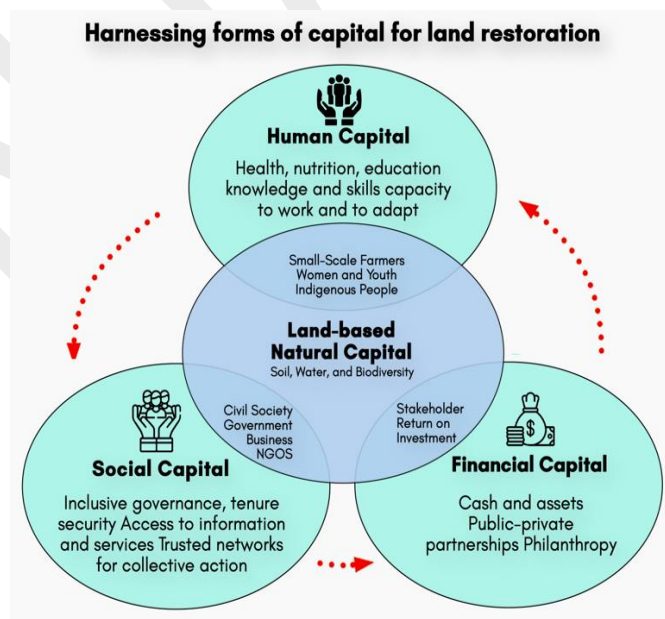 Harnessing forms of capital for land restoration
Human Capital
Health, nutrition, education
knowledge and skills capacity
to work and to adapt
Small-Scale Farmers
Women and Youth
Indigenous People
Land-based
Natural Capital
Soil, Water, and Biodiversity
Civil Society
Government
Business
NGOS
Stakeholder
Return on
Investment
$
Social Capital
Inclusive governance, tenure
security Access to information
and services Trusted networks
for collective action
Financial Capital
Cash and assets
Public-private
partnerships Philanthropy